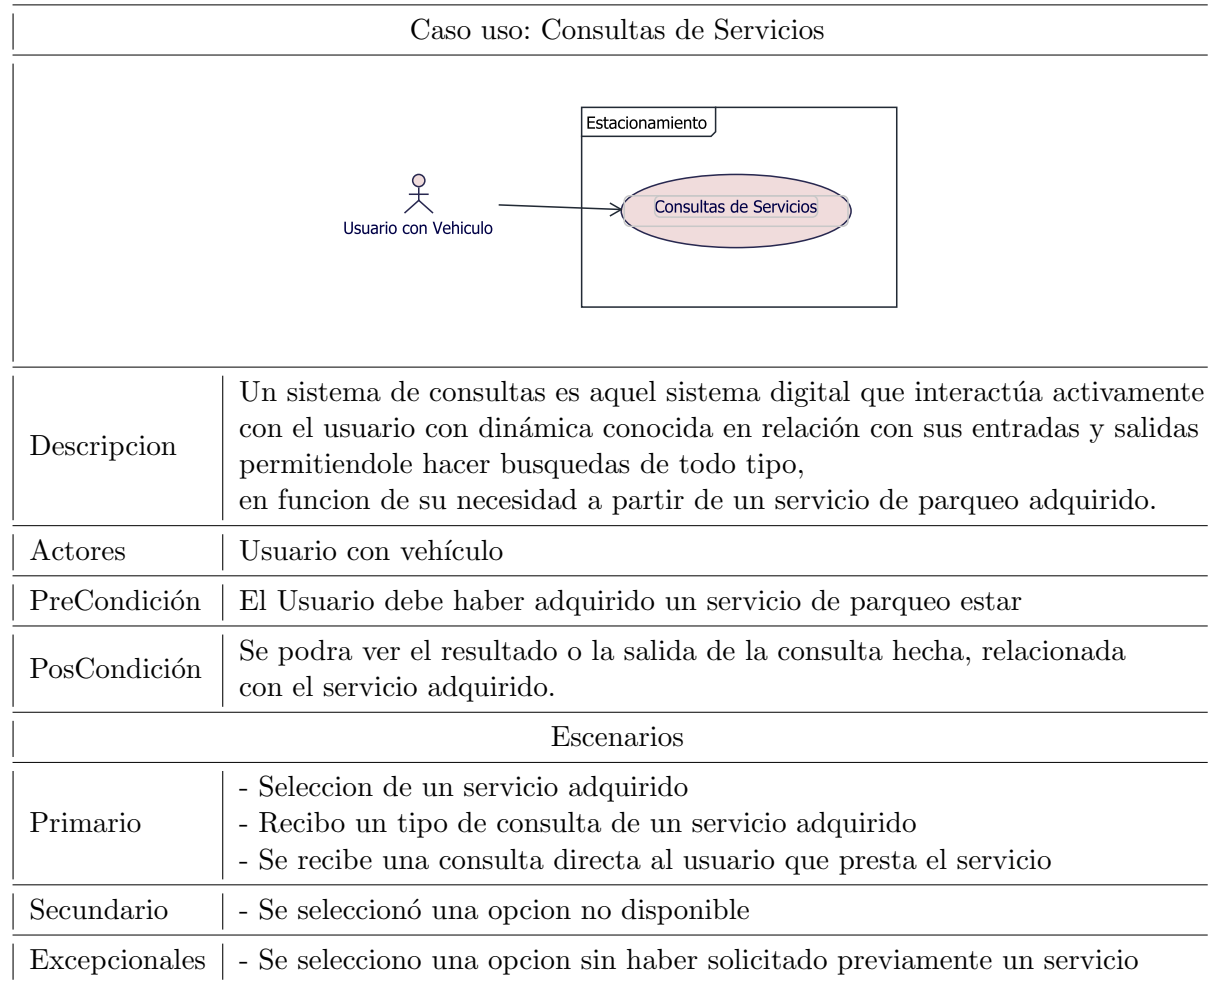 Caso uso: Consultas de Servicios
Estacionamiento
Consultas de Servicios
Usuario con Vehiculo
Descripcion
Un sistema de consultas es aquel sistema digital que interactúa activamente
con el usuario con dinámica conocida en relación con sus entradas y salidas
permitiendole hacer busquedas de todo tipo,
en funcion de su necesidad a partir de un servicio de parqueo adquirido.
Actores
Usuario con vehículo
PreCondición
El Usuario debe haber adquirido un servicio de parqueo estar
PosCondición
Se podra ver el resultado o la salida de la consulta hecha, relacionada
con el servicio adquirido.
Escenarios
Primario
- Seleccion de un servicio adquirido
- Recibo un tipo de consulta de un servicio adquirido
- Se recibe una consulta directa al usuario que presta el servicio
Secundario
- Se seleccionó una opcion no disponible
Excepcionales
- Se selecciono una opcion sin haber solicitado previamente un servicio